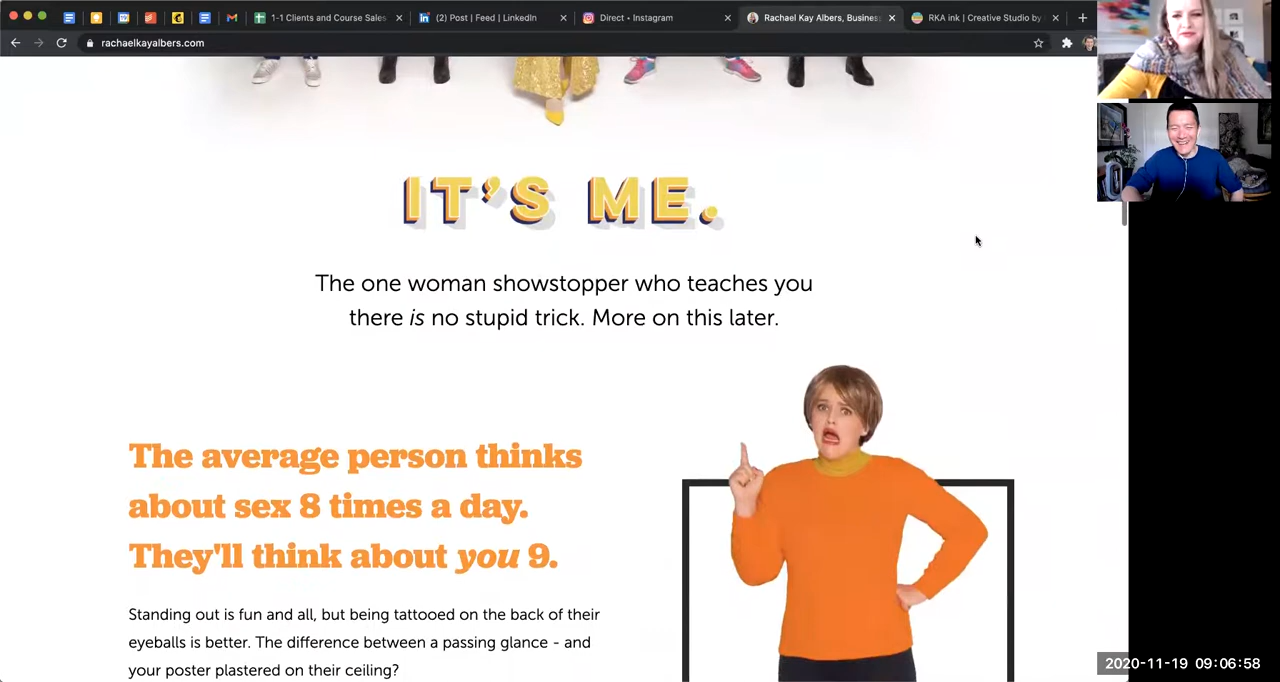 1-1 Clients and Course Sales
(2) Post | Feed | LinkedIn
Direct • Instagram
Rachael Kay Albers, Business
RKA ink | Creative Studio by
rachaelkayalbers.com
IT'S ME.
The one woman showstopper who teaches you
there is no stupid trick. More on this later.
The average person thinks
about sex 8 times a day.
They'll think about you 9.
Standing out is fun and all, but being tattooed on the back of their
eyeballs is better. The difference between a passing glance - and
your poster plastered on their ceiling?
2020-11-19 09:06:58